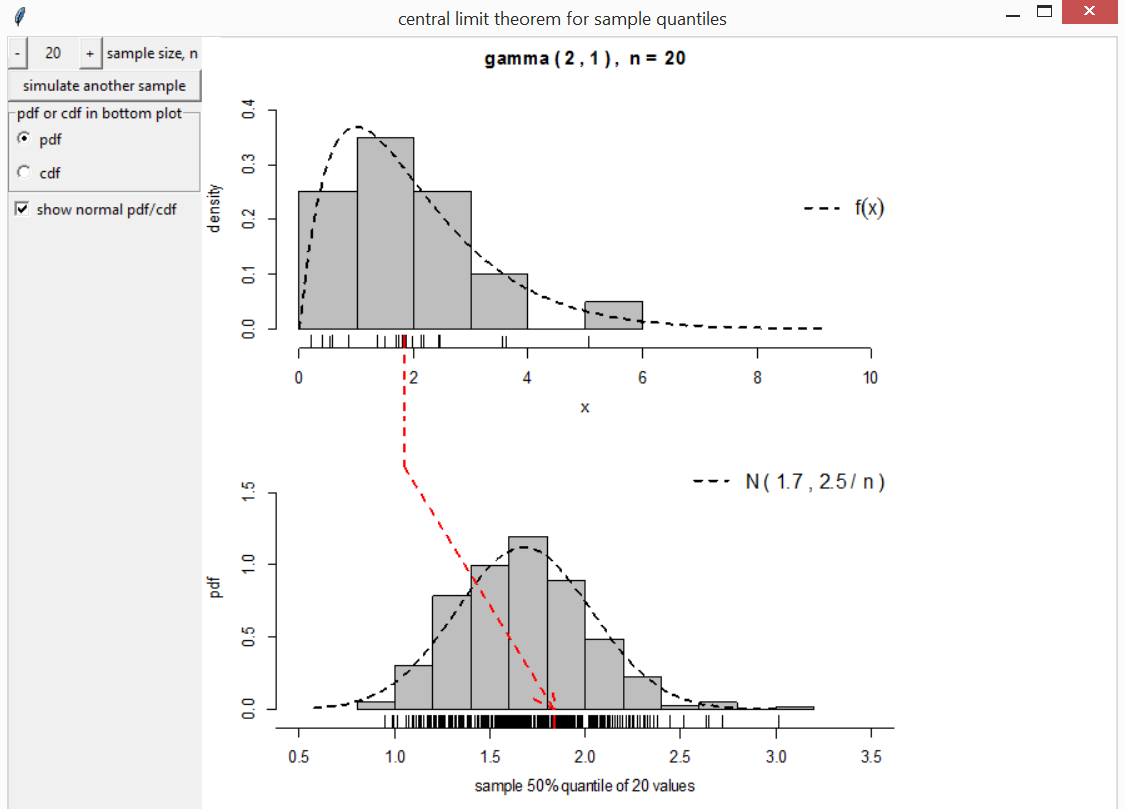 central limit theorem for sample quantiles
- 20 + sample size, n
simulate another sample
pdf or cdf in bottom plot
pdf
cdf
show normal pdf/cdf
gamma ( 2 , 1 ) , n = 20
density
0.0 0.1 0.2 0.3 0.4
f(x)
0 2 4 6 8 10
x
N ( 1.7 , 2.5 / n )
pdf
0.0 0.5 1.0 1.5
0.5 1.0 1.5 2.0 2.5 3.0 3.5
sample 50% quantile of 20 values